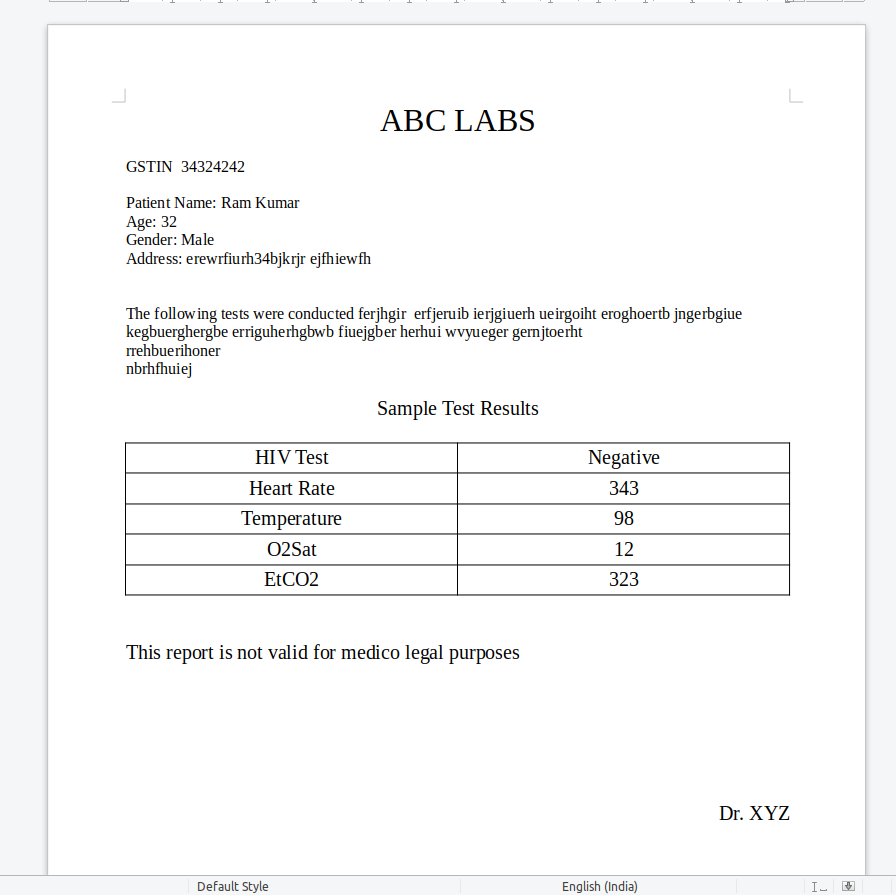 ABC LABS
GSTIN  34324242
Patient Name: Ram Kumar
Age: 32
Gender: Male
Address: erewrfiurh34bjkrjr ejfhiewfh
The following tests were conducted ferjhgir  erfjeruib ierjgiuerh ueirgoiht eroghoertb jngerbgiue
kegbuerghergbe erriguherhgbwb fiuejgber herhui wvyueger gernjtoerht
rrehbuerihoner
nbrhfhuiej
Sample Test Results
HIV Test Negative
Heart Rate 343
Temperature 98
O2Sat 12
EtCO2 323
This report is not valid for medico legal purposes
Dr. XYZ
Default Style English (India)